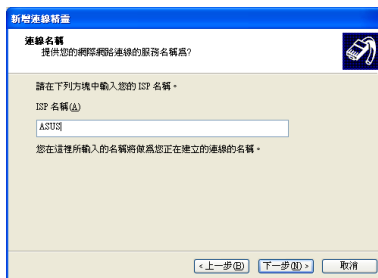 新增連線精靈
連線名稱
提供您的網際網路連線的服務名稱為?
請在下列方塊中輸入您的 ISP 名稱。
ISP 名稱(A)
ASUS
您在這裡所輸入的名稱將做為您正在建立的連線的名稱。
<上一步(B) 下一步(N)> 取消